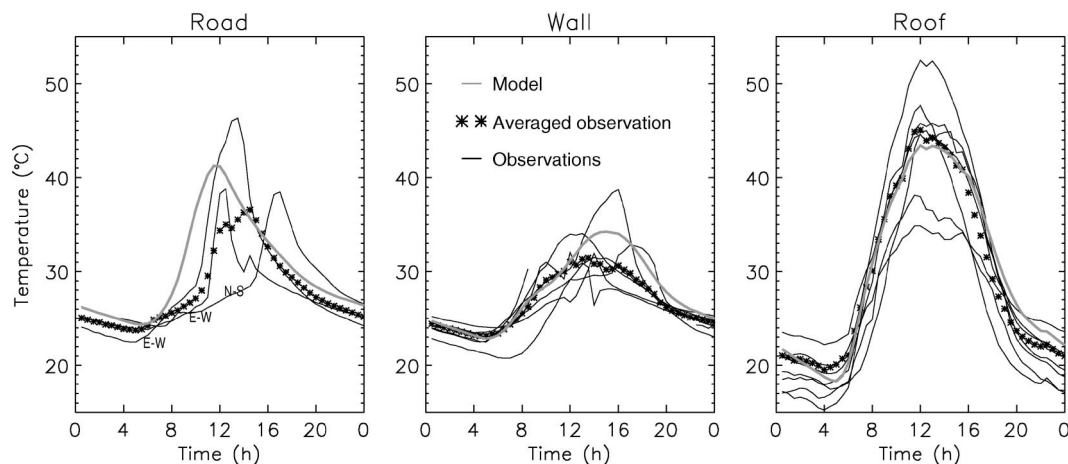 Road
Wall
Roof
Temperature (°C)
50
40
30
20
E-W
E-W
N-S
0 4 8 12 16 20 0
Time (h)
50
40
30
20
Model
Averaged observation
Observations
0 4 8 12 16 20 0
Time (h)
50
40
30
20
0 4 8 12 16 20 0
Time (h)